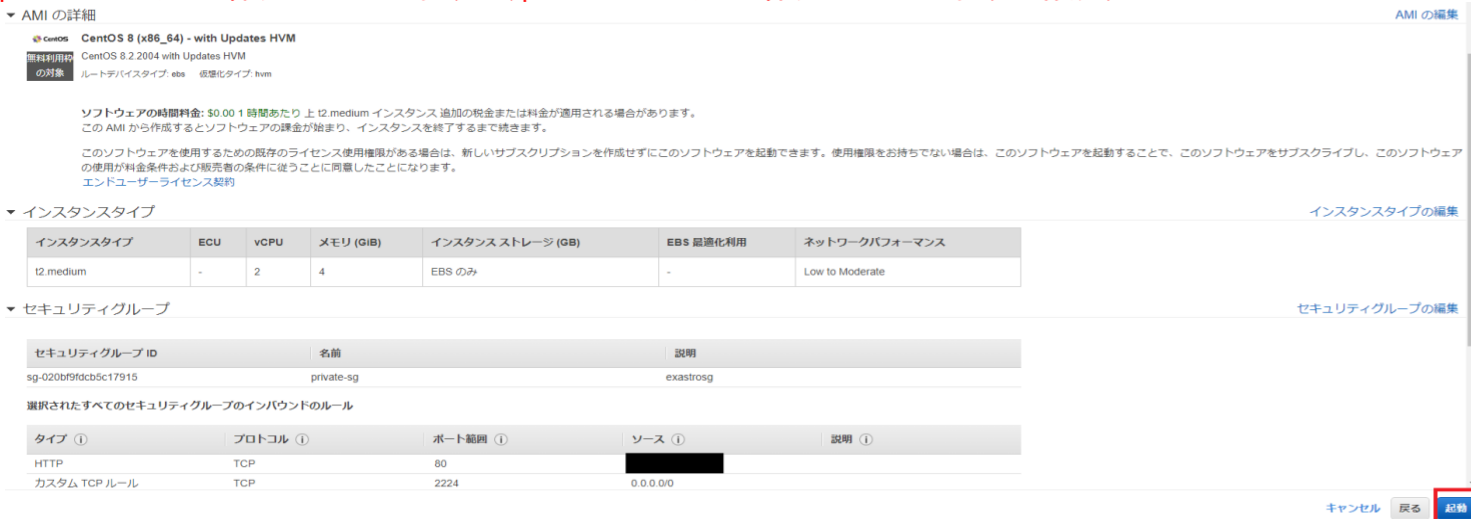 AMI の詳細
AMI の編集
CentOS
CentOS 8 (x86_64) - with Updates HVM
無料利用枠の対象
CentOS 8.2.2004 with Updates HVM
ルートデバイスタイプ: ebs 仮想化タイプ: hvm
ソフトウェアの時間料金: $0.00 1 時間あたり 上 t2.medium インスタンス 追加の税金または料金が適用される場合があります。
この AMI から作成するとソフトウェアの課金が始まり、インスタンスを終了するまで続きます。
このソフトウェアを使用するための既存のライセンス使用権限がある場合は、新しいサブスクリプションを作成せずにこのソフトウェアを起動できます。使用権限をお持ちでない場合は、このソフトウェアを起動することで、このソフトウェアをサブスクライブし、このソフトウェア
の使用が料金条件および販売者の条件に従うことに同意したことになります。
エンドユーザーライセンス契約
インスタンスタイプ
インスタンスタイプの編集
インスタンスタイプ ECU vCPU メモリ (GiB) インスタンス ストレージ (GB) EBS 最適化利用 ネットワークパフォーマンス
t2.medium - 2 4 EBS のみ - Low to Moderate
セキュリティグループ
セキュリティグループの編集
セキュリティグループ ID 名前 説明
sg-020bf9fdcb5c17915 private-sg exastrosg
選択されたすべてのセキュリティグループのインバウンドのルール
タイプ プロトコル ポート範囲 ソース 説明
HTTP TCP 80
カスタム TCP ルール TCP 2224 0.0.0.0/0
キャンセル 戻る 起動